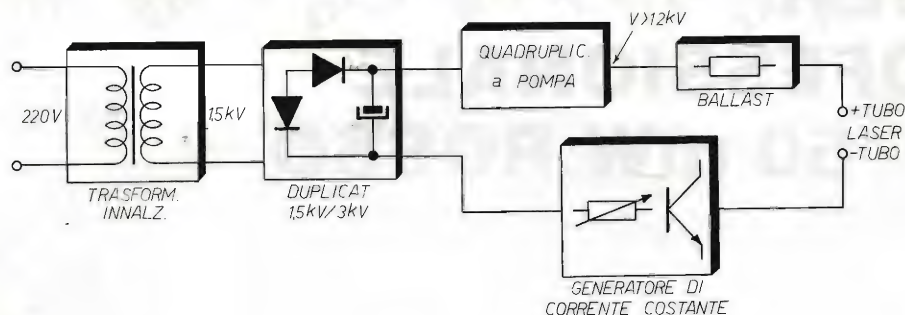 V>12kV
QUADRUPLIC.
a POMPA
220V
1,5kV
BALLAST
+TUBO
LASER
-TUBO
TRASFORM.
INNALZ.
DUPLICAT
1,5kV/3kV
GENERATORE DI
CORRENTE COSTANTE